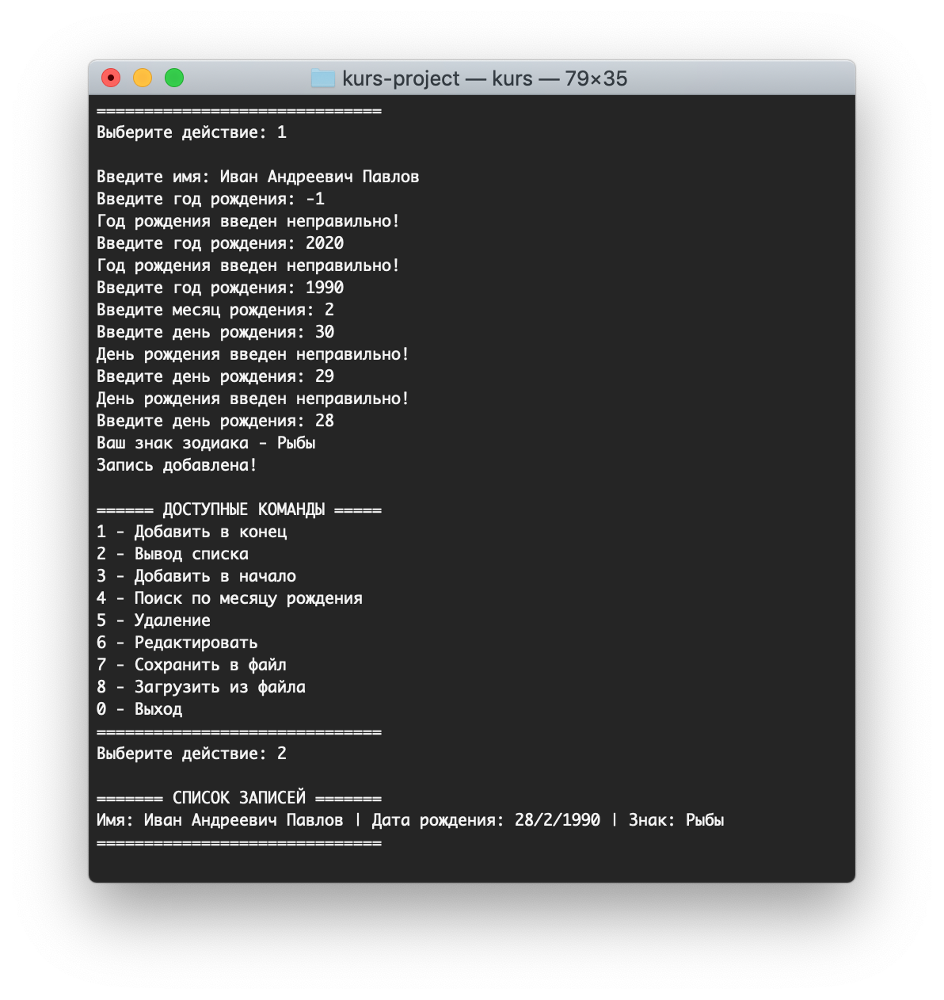 kurs-project — kurs — 79×35
==============================
Выберите действие: 1
Введите имя: Иван Андреевич Павлов
Введите год рождения: -1
Год рождения введен неправильно!
Введите год рождения: 2020
Год рождения введен неправильно!
Введите год рождения: 1990
Введите месяц рождения: 2
Введите день рождения: 30
День рождения введен неправильно!
Введите день рождения: 29
День рождения введен неправильно!
Введите день рождения: 28
Ваш знак зодиака - Рыбы
Запись добавлена!
====== ДОСТУПНЫЕ КОМАНДЫ =====
1 - Добавить в конец
2 - Вывод списка
3 - Добавить в начало
4 - Поиск по месяцу рождения
5 - Удаление
6 - Редактировать
7 - Сохранить в файл
8 - Загрузить из файла
0 - Выход
==============================
Выберите действие: 2
======= СПИСОК ЗАПИСЕЙ =======
Имя: Иван Андреевич Павлов | Дата рождения: 28/2/1990 | Знак: Рыбы
==============================